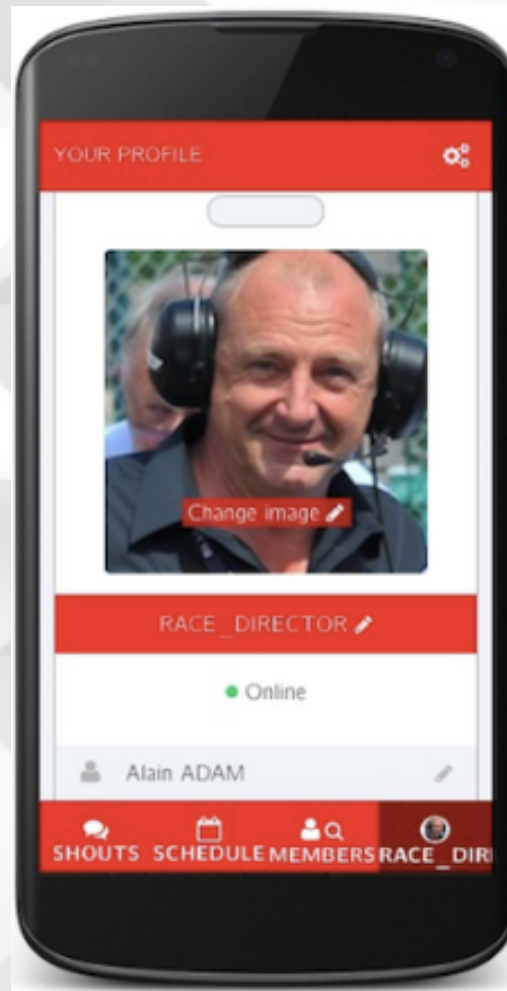 YOUR PROFILE
Change image
RACE_DIRECTOR
Online
Alain ADAM
SHOUTS SCHEDULE MEMBERS RACE_DIR